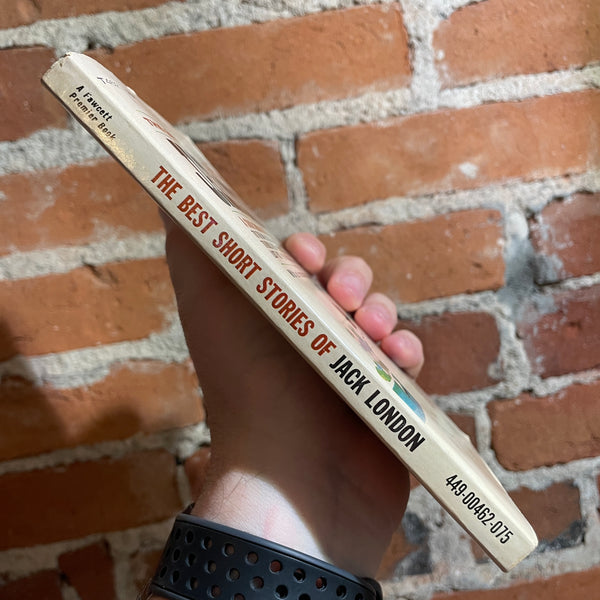 A Fawcett
Premier Book
THE BEST SHORT STORIES OF JACK LONDON
449-00462-075